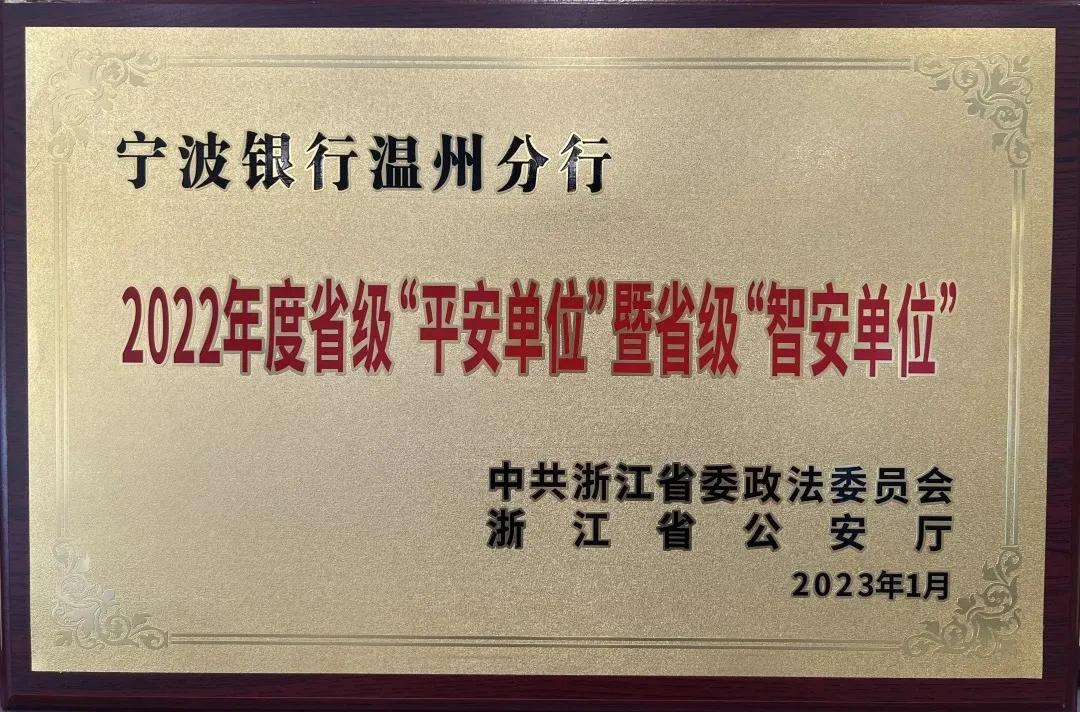 宁波银行温州分行
2022年度省级“平安单位”暨省级“智安单位”
中共浙江省委政法委员会
浙江省公安厅
2023年1月